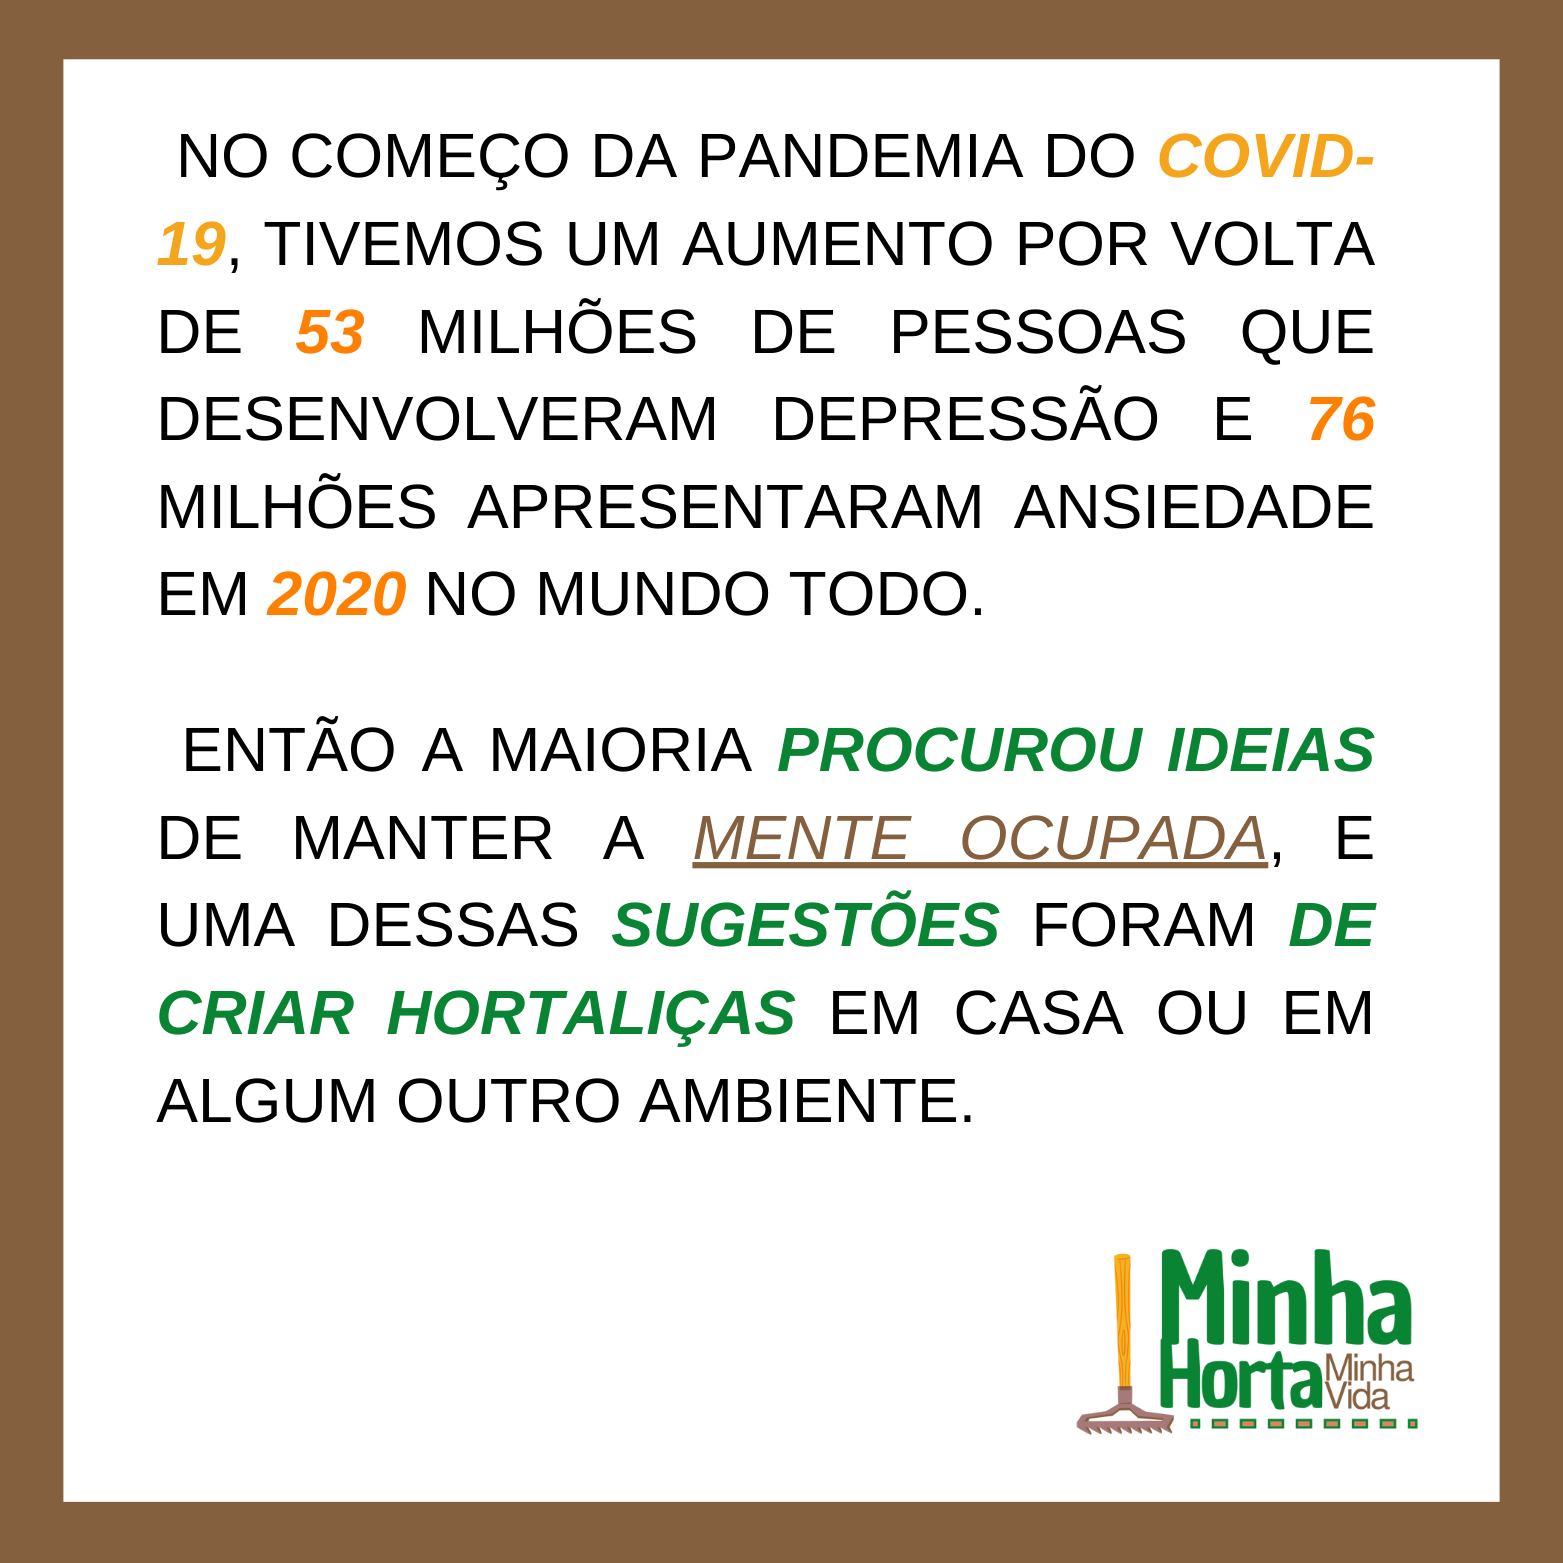 NO COMEÇO DA PANDEMIA DO COVID-
19, TIVEMOS UM AUMENTO POR VOLTA
DE 53 MILHÕES DE PESSOAS QUE
DESENVOLVERAM DEPRESSÃO E 76
MILHÕES APRESENTARAM ANSIEDADE
EM 2020 NO MUNDO TODO.
ENTÃO A MAIORIA PROCUROU IDEIAS
DE MANTER A MENTE OCUPADA, E
UMA DESSAS SUGESTÕES FORAM DE
CRIAR HORTALIÇAS EM CASA OU EM
ALGUM OUTRO AMBIENTE.
Minha
Horta
Minha
Vida